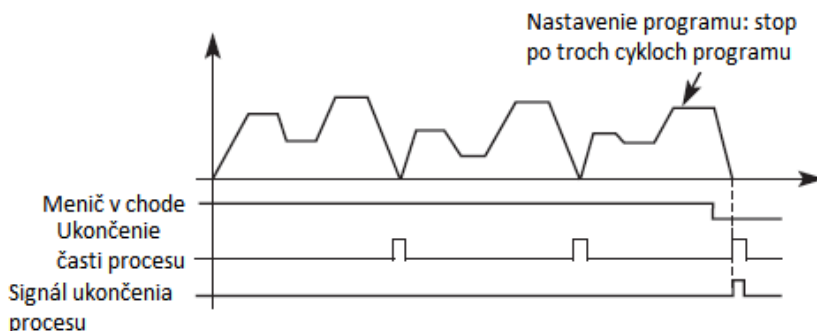 Nastavenie programu: stop
po troch cykloch programu
Menič v chode
Ukončenie
časti procesu
Signál ukončenia
procesu